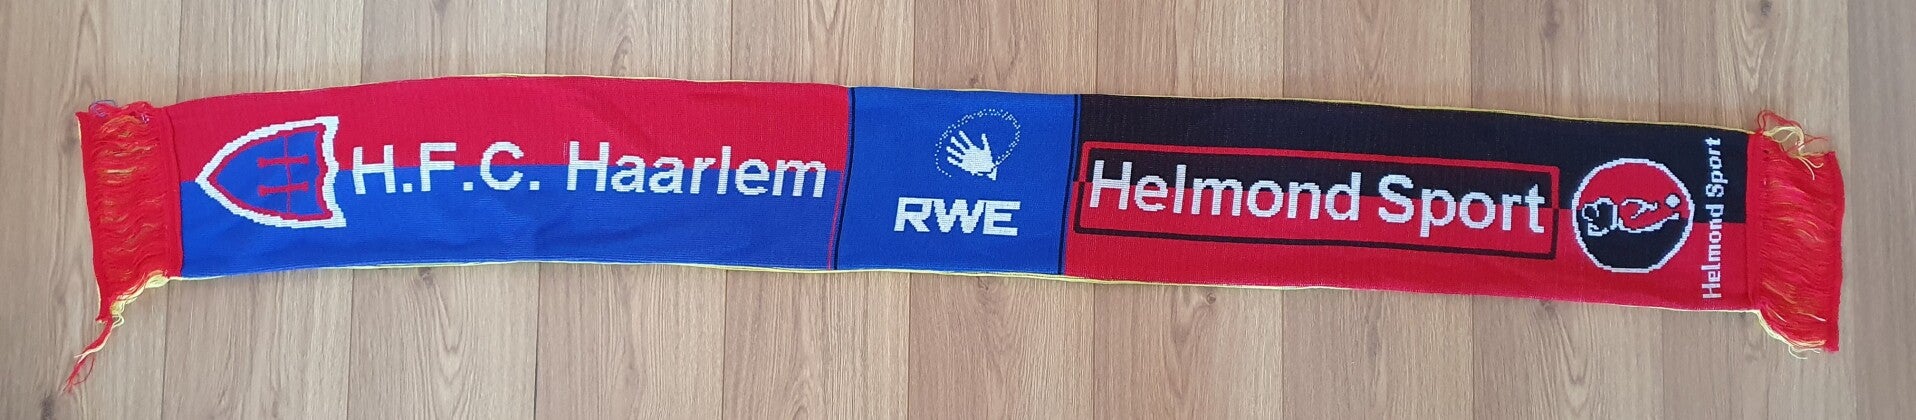 H.F.C. Haarlem
RWE
Helmond Sport
Helmond Sport